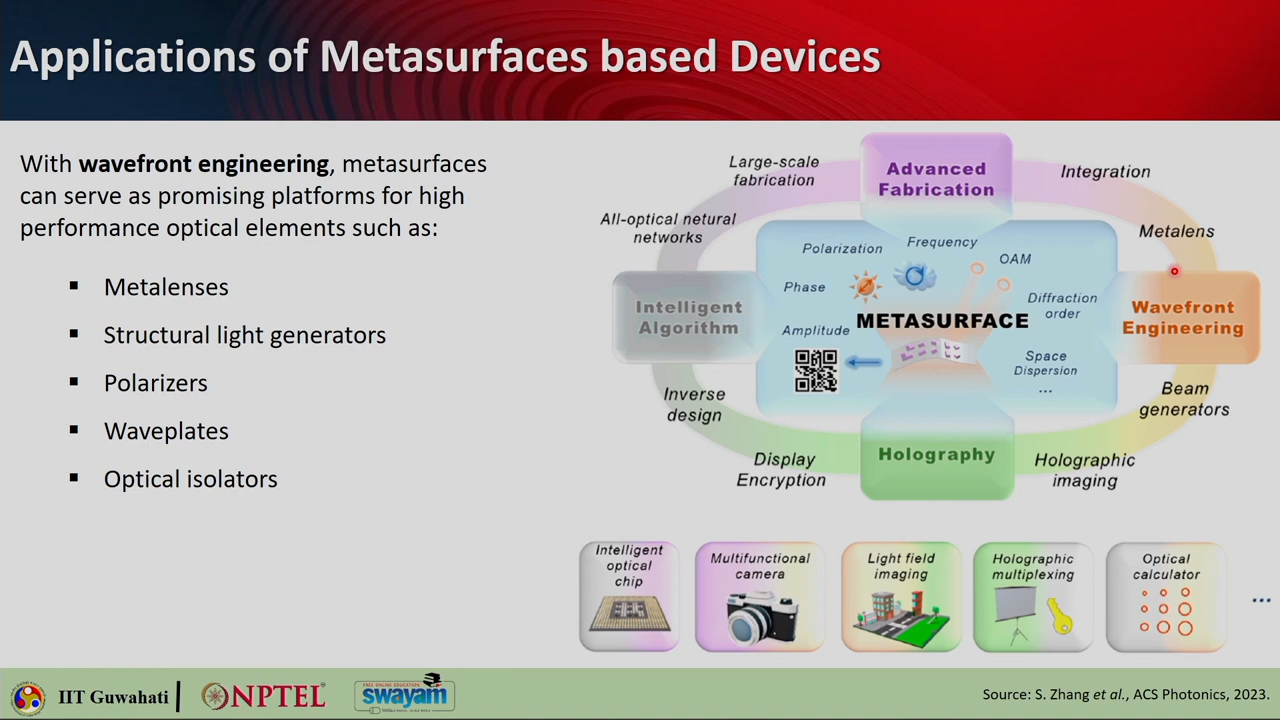 Applications of Metasurfaces based Devices
With wavefront engineering, metasurfaces
can serve as promising platforms for high
performance optical elements such as:
▪ Metalenses
▪ Structural light generators
▪ Polarizers
▪ Waveplates
▪ Optical isolators
Large-scale
fabrication
Advanced
Fabrication
Integration
All-optical netural
networks
Metalens
Polarization
Frequency
OAM
Phase
Diffraction
order
Intelligent
Algorithm
Amplitude
METASURFACE
Wavefront
Engineering
Space
Dispersion
...
Inverse
design
Beam
generators
Display
Encryption
Holography
Holographic
imaging
Intelligent
optical
chip
Multifunctional
camera
Light field
imaging
Holographic
multiplexing
Optical
calculator
...
IIT Guwahati
NPTEL
FREE ONLINE EDUCATION
swayam
Source: S. Zhang et al., ACS Photonics, 2023.